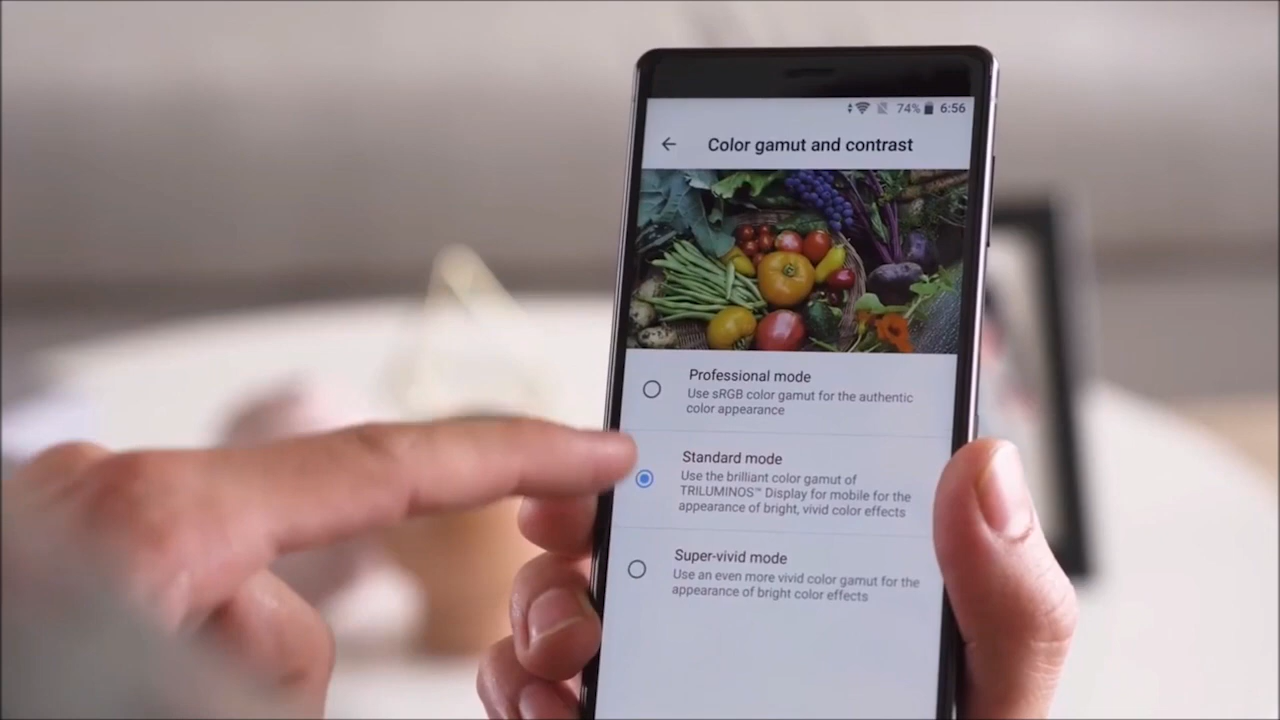 74% 6:56
Color gamut and contrast
Professional mode
Use sRGB color gamut for the authentic
color appearance
Standard mode
Use the brilliant color gamut of
TRILUMINOS™ Display for mobile for the
appearance of bright, vivid color effects
Super-vivid mode
Use an even more vivid color gamut for the
appearance of bright color effects